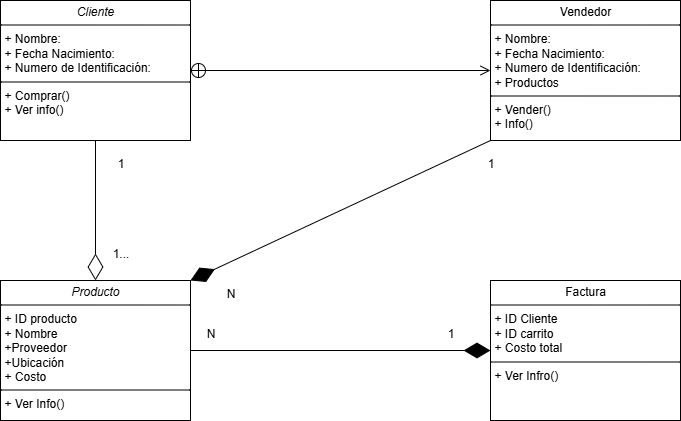 Cliente
+ Nombre:
+ Fecha Nacimiento:
+ Numero de Identificación:
+ Comprar()
+ Ver info()
Vendedor
+ Nombre:
+ Fecha Nacimiento:
+ Numero de Identificación:
+ Productos
+ Vender()
+ Info()
1
1
1...
N
Producto
+ ID producto
+ Nombre
+Proveedor
+Ubicación
+ Costo
+ Ver Info()
N
1
Factura
+ ID Cliente
+ ID carrito
+ Costo total
+ Ver Infro()